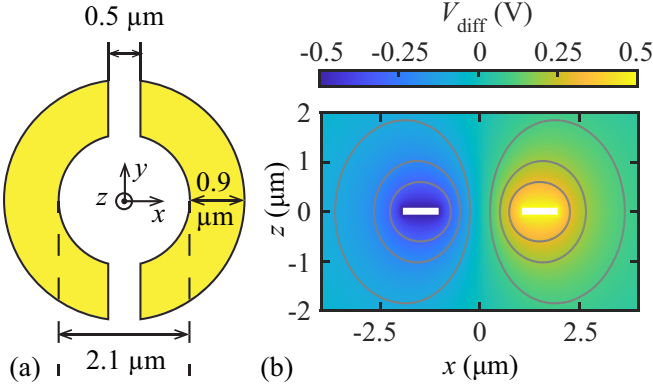 0.5 µm
y
z
x
0.9
µm
2.1 µm
(a)
V_diff (V)
-0.5 -0.25 0 0.25 0.5
2
1
0
-1
-2
z (µm)
-2.5 0 2.5
x (µm)
(b)